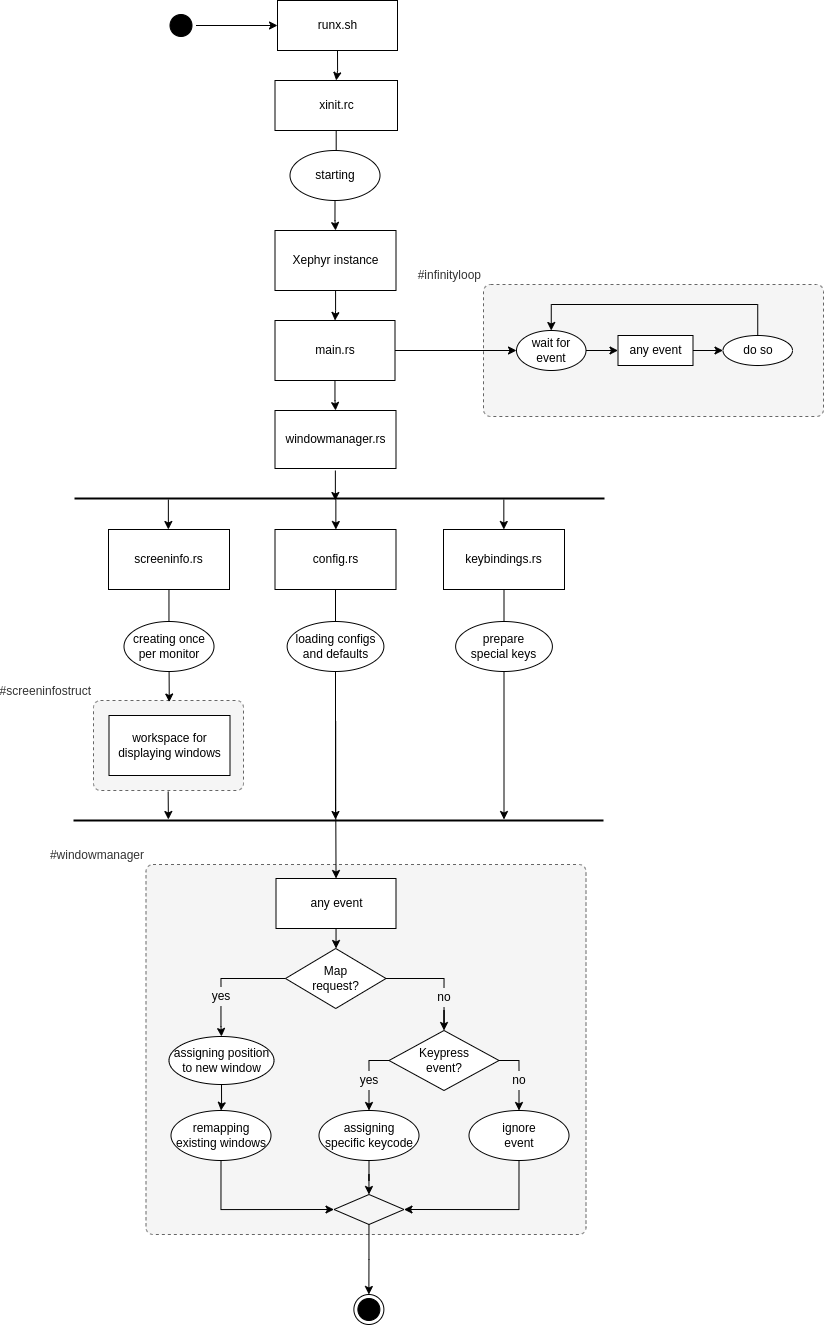 runx.sh
xinit.rc
starting
Xephyr instance
#infinityloop
main.rs
wait for
event
any event
do so
windowmanager.rs
screeninfo.rs
config.rs
keybindings.rs
creating once
per monitor
loading configs
and defaults
prepare
special keys
#screeninfostruct
workspace for
displaying windows
#windowmanager
any event
Map
request?
yes
no
assigning position
to new window
Keypress
event?
yes
no
remapping
existing windows
assigning
specific keycode
ignore
event